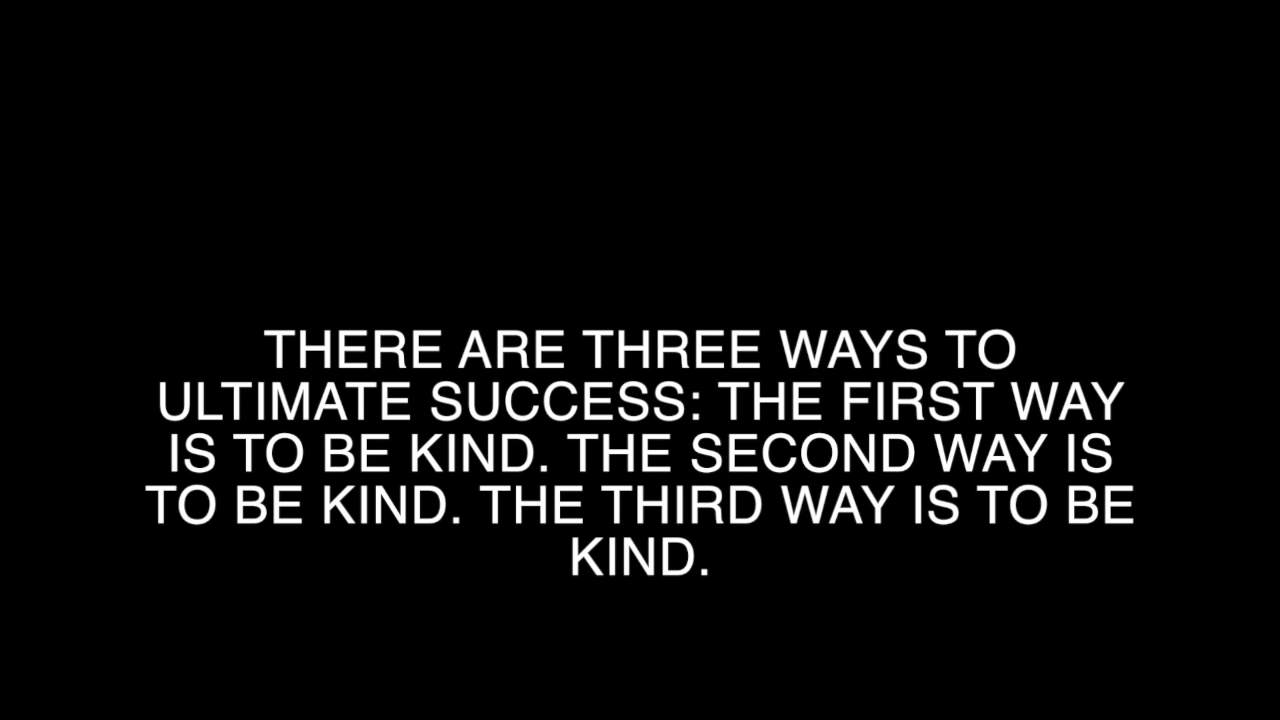 THERE ARE THREE WAYS TO
ULTIMATE SUCCESS: THE FIRST WAY
IS TO BE KIND. THE SECOND WAY IS
TO BE KIND. THE THIRD WAY IS TO BE
KIND.